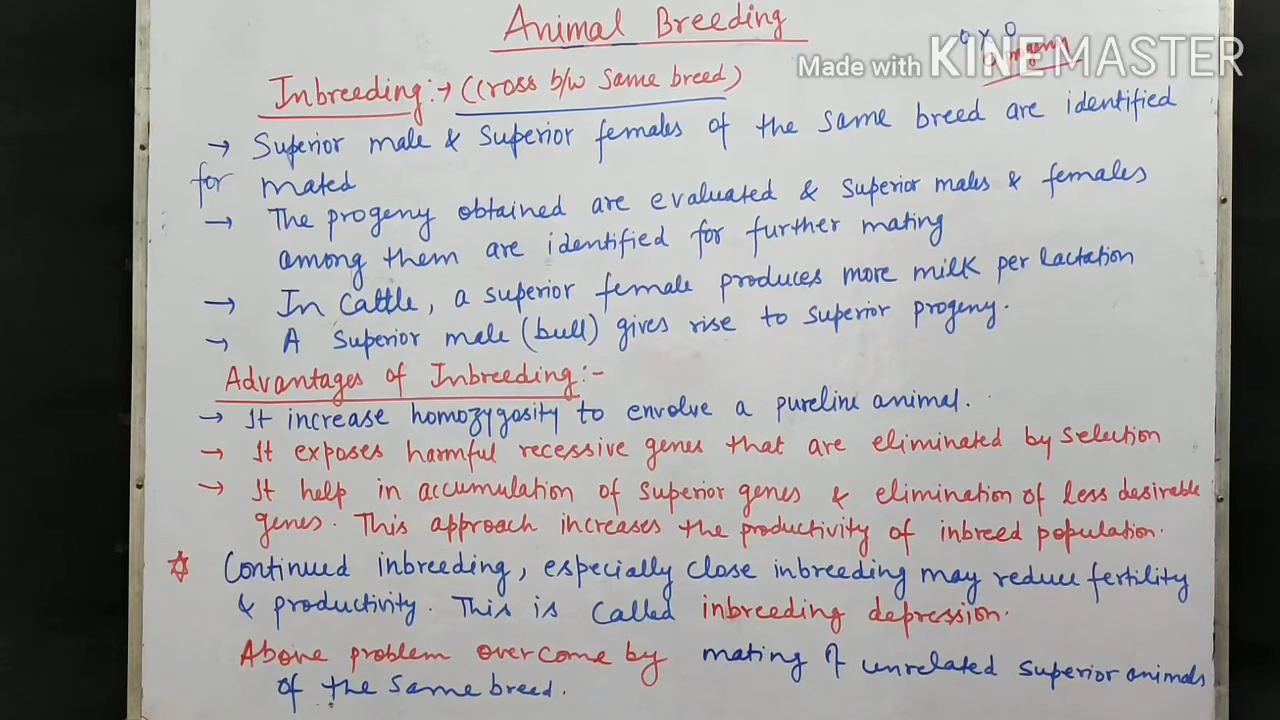 Animal Breeding
O x O
Made with KINEMASTER
Inbreeding :→ (Cross b/w Same breed)
→ Superior male & Superior females of the same breed are identified
for mated
→ The progeny obtained are evaluated & superior males & females
among them are identified for further mating
→ In Cattle, a superior female produces more milk per lactation
→ A superior male (bull) gives rise to superior progeny.
Advantages of Inbreeding :-
→ It increase homozygosity to envolve a pureline animal.
→ It exposes harmful recessive genes that are eliminated by selection
→ It help in accumulation of superior genes & elimination of less desirable
genes. This approach increases the productivity of inbreed population.
☆ Continued inbreeding, especially close inbreeding may reduce fertility
& productivity. This is called inbreeding depression.
Above problem overcome by mating of unrelated superior animals
of the same breed.